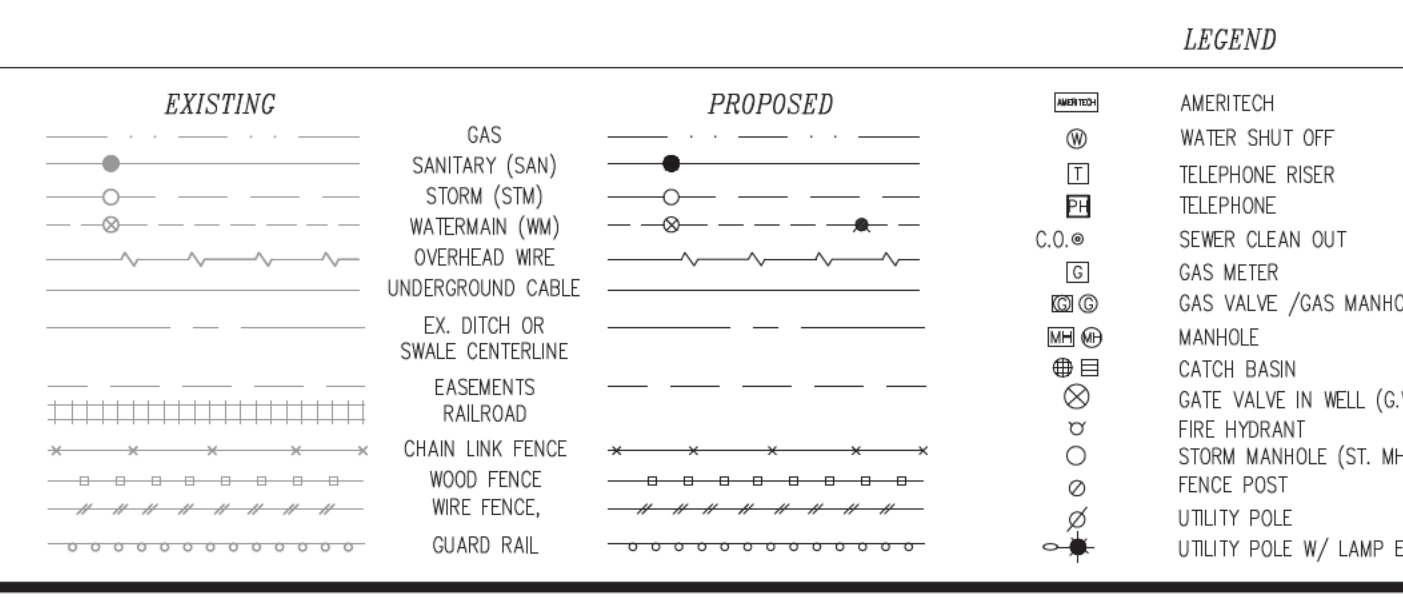 LEGEND
EXISTING
PROPOSED
GAS
SANITARY (SAN)
STORM (STM)
WATERMAIN (WM)
OVERHEAD WIRE
UNDERGROUND CABLE
EX. DITCH OR
SWALE CENTERLINE
EASEMENTS
RAILROAD
CHAIN LINK FENCE
WOOD FENCE
WIRE FENCE,
GUARD RAIL
AMERITECH AMERITECH
W WATER SHUT OFF
T TELEPHONE RISER
PH TELEPHONE
C.O. SEWER CLEAN OUT
G GAS METER
G G GAS VALVE /GAS
MH MH MANHOLE
CATCH BASIN
GATE VALVE IN WELL
FIRE HYDRANT
STORM MANHOLE (ST. MH
FENCE POST
UTILITY POLE
UTILITY POLE W/ LAMP